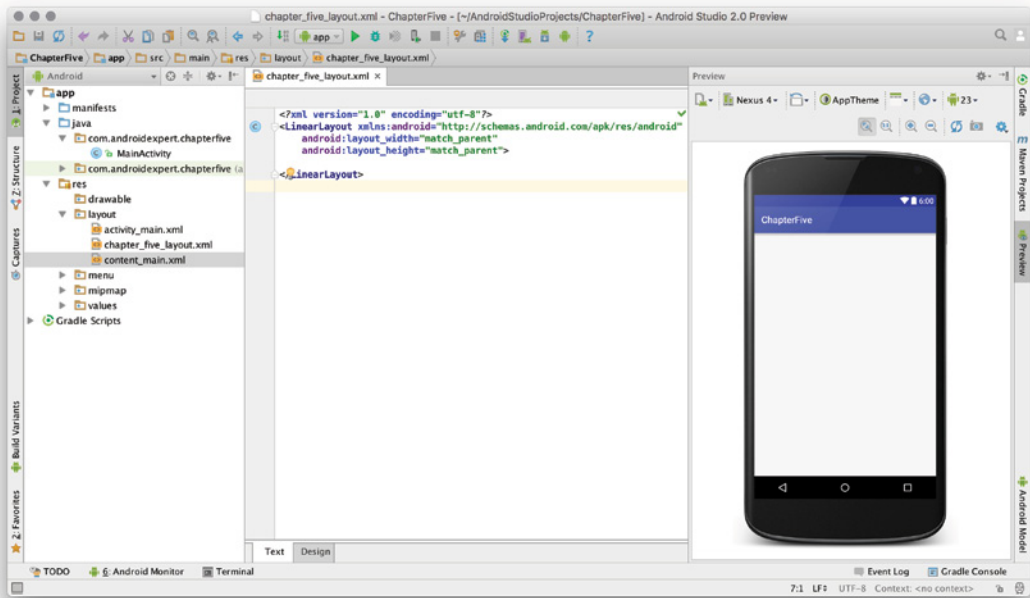 chapter_five_layout.xml - ChapterFive - [~/AndroidStudioProjects/ChapterFive] - Android Studio 2.0 Preview
app
?
ChapterFive app src main res layout chapter_five_layout.xml
1: Project
Z: Structure
Captures
Build Variants
2: Favorites
Android
app
manifests
java
com.androidexpert.chapterfive
MainActivity
com.androidexpert.chapterfive (a
res
drawable
layout
activity_main.xml
chapter_five_layout.xml
content_main.xml
menu
mipmap
values
Gradle Scripts
chapter_five_layout.xml ×
<?xml version="1.0" encoding="utf-8"?>
<LinearLayout xmlns:android="http://schemas.android.com/apk/res/android"
android:layout_width="match_parent
android:layout_height="match_parent">
</LinearLayout>
Text Design
Preview
Nexus 4 AppTheme 23
6:00
ChapterFive
Gradle
Maven Projects
Preview
Android Model
TODO 6: Android Monitor Terminal Event Log Gradle Console
7:1 LF UTF-8 Context: <no context>